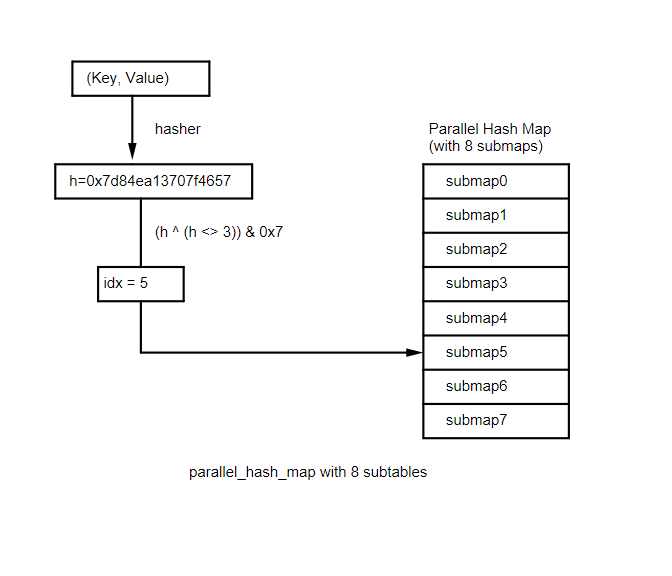 (Key, Value)
hasher
Parallel Hash Map
(with 8 submaps)
h=0x7d84ea13707f4657
submap0
submap1
(h ^ (h <> 3)) & 0x7
submap2
idx = 5
submap3
submap4
submap5
submap6
submap7
parallel_hash_map with 8 subtables